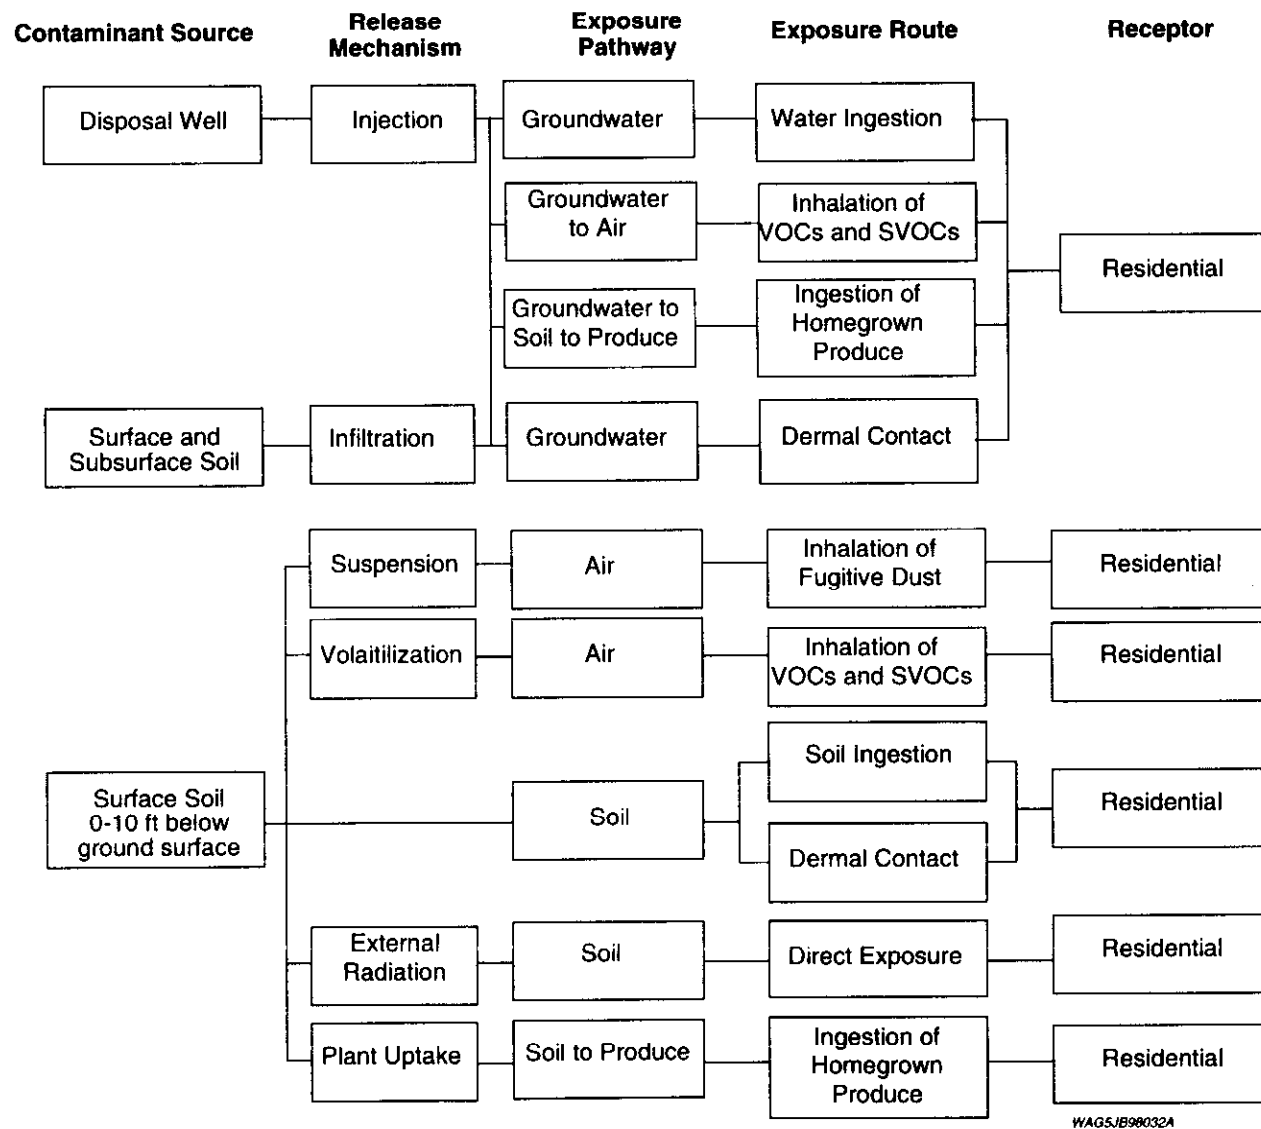 Contaminant Source
Release
Mechanism
Exposure
Pathway
Exposure Route
Receptor
Disposal Well
Injection
Groundwater
Water Ingestion
Groundwater
to Air
Inhalation of
VOCs and SVOCs
Residential
Groundwater to
Soil to Produce
Ingestion of
Homegrown
Produce
Surface and
Subsurface Soil
Infiltration
Groundwater
Dermal Contact
Suspension
Air
Inhalation of
Fugitive Dust
Residential
Volaitilization
Air
Inhalation of
VOCs and SVOCs
Residential
Surface Soil
0-10 ft below
ground surface
Soil
Soil Ingestion
Dermal Contact
Residential
External
Radiation
Soil
Direct Exposure
Residential
Plant Uptake
Soil to Produce
Ingestion of
Homegrown
Produce
Residential
WAG5JB98032A